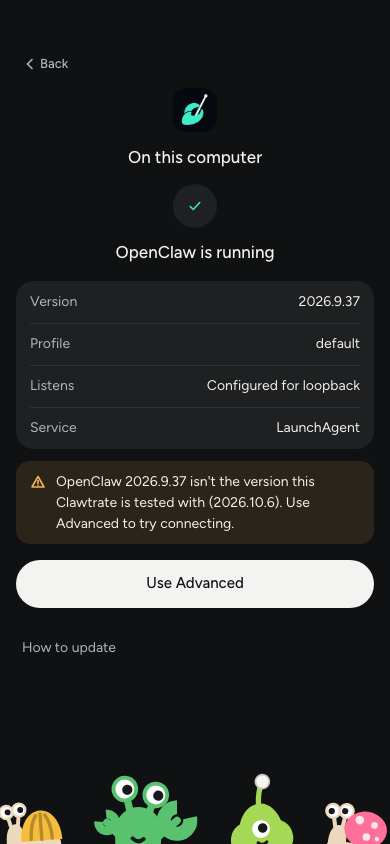 Back
On this computer
OpenClaw is running
Version 2026.9.37
Profile default
Listens Configured for loopback
Service LaunchAgent
OpenClaw 2026.9.37 isn't the version this
Clawtrate is tested with (2026.10.6). Use
Advanced to try connecting.
Use Advanced
How to update